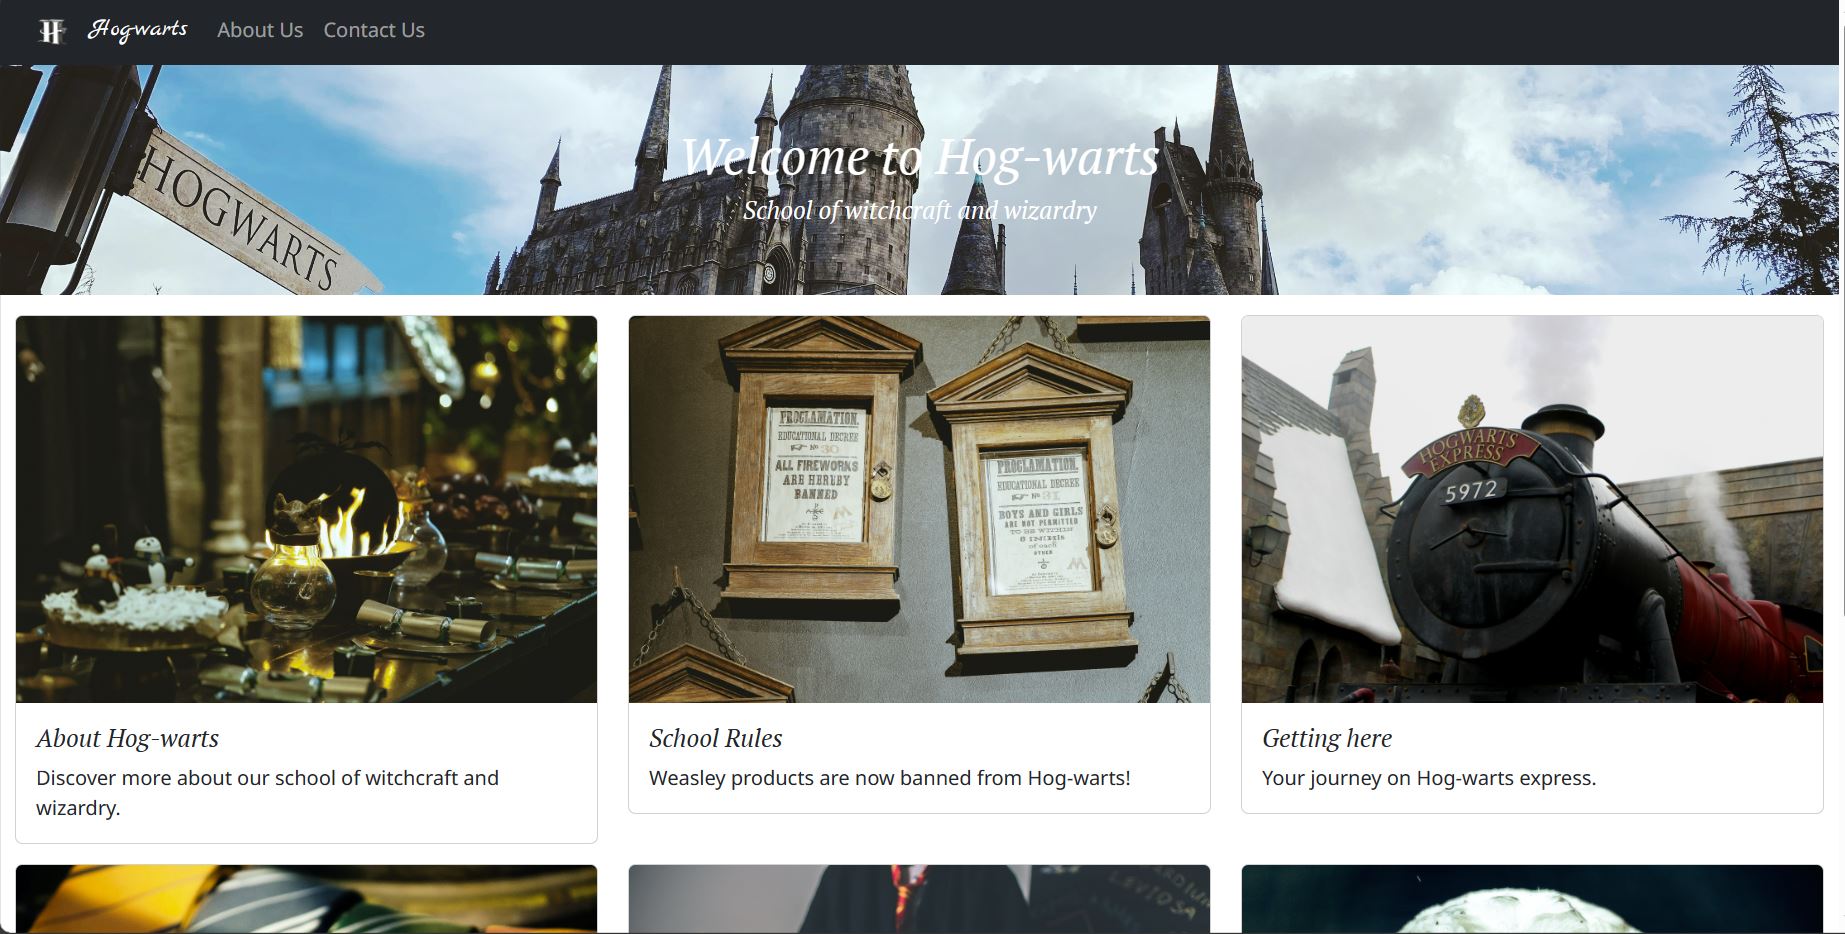 H
Hogwarts About Us Contact Us
HOGWARTS
Welcome to Hog-warts
School of witchcraft and wizardry
PROCLAMATION.
EDUCATIONAL DECREE
No 30
ALL FIREWORKS
ARE HEREBY
BANNED
PROCLAMATION.
EDUCATIONAL DECREE
No 31
BOYS AND GIRLS
ARE NOT PERMITTED
TO BE WITHIN
8 INCHES
of each
OTHER
HOGWARTS
EXPRESS
5972
About Hog-warts
Discover more about our school of witchcraft and
wizardry.
School Rules
Weasley products are now banned from Hog-warts!
Getting here
Your journey on Hog-warts express.
LEVIOSA